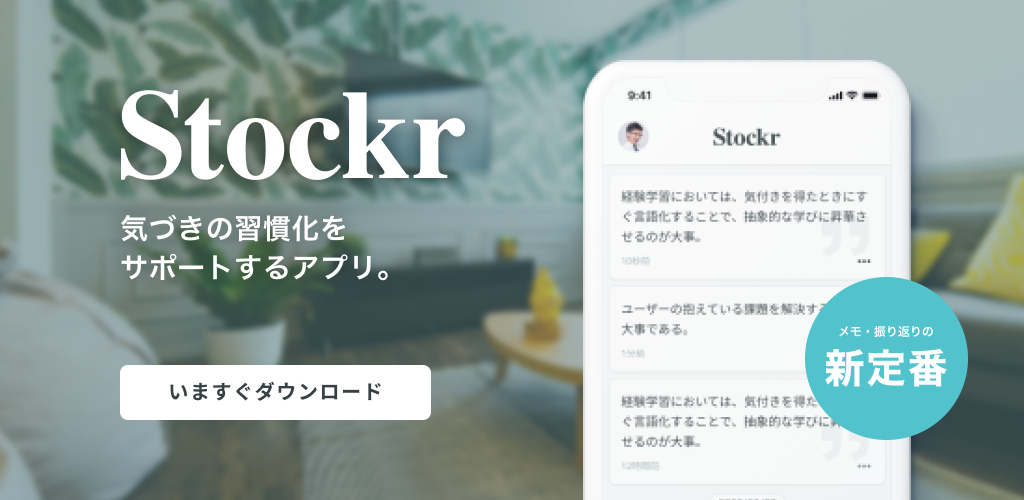 Stockr
気づきの習慣化を
サポートするアプリ。
いますぐダウンロード
9:41
Stockr
経験学習においては、気付きを得たときにす
ぐ言語化することで、抽象的な学びに昇華さ
せるのが大事。
10秒前
ユーザーの抱えている課題を解決す
大事である。
1分前
経験学習においては、気付きを得た
ぐ言語化することで、抽象的な学びに
せるのが大事。
12時間前
メモ・振り返りの
新定番